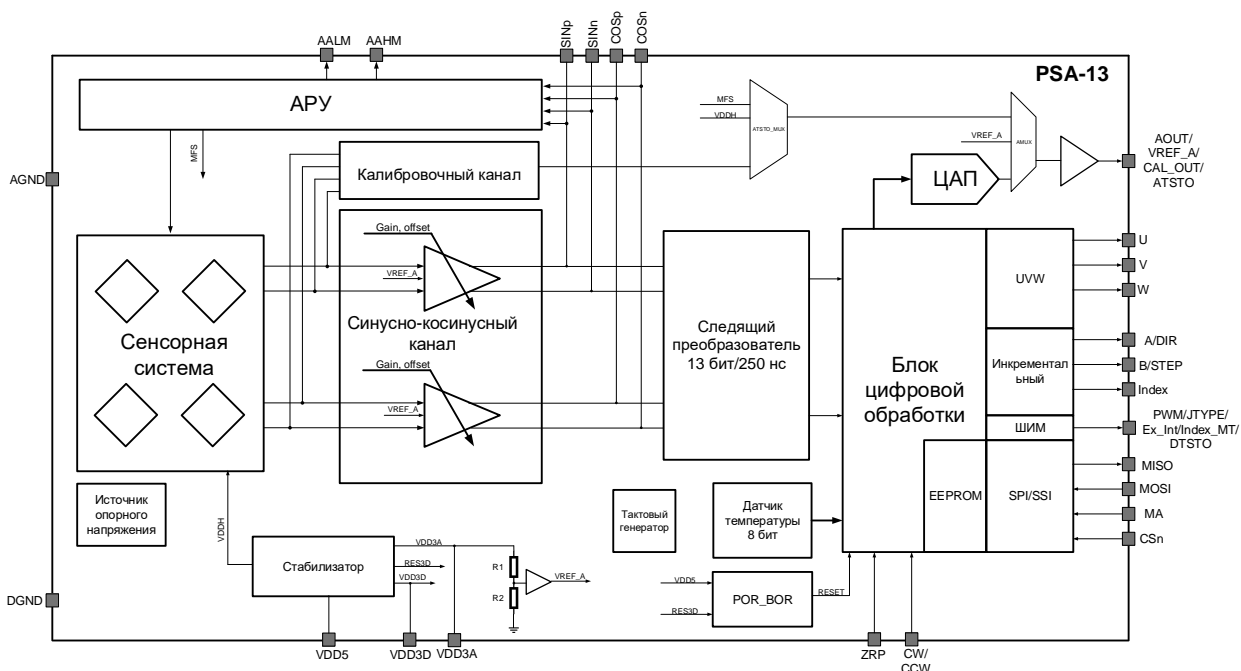 AALM
AAHM
SINp
SINn
COSp
COSn
PSA-13
АРУ
MFS
MFS
VDDH
ATSTO_MUX
VREF_A
AMUX
AOUT/
VREF_A/
CAL_OUT/
ATSTO
AGND
Калибровочный канал
ЦАП
Gain, offset
VREF_A
Синусно-косинусный
канал
Gain, offset
VREF_A
Сенсорная
система
Следящий
преобразователь
13 бит/250 нс
Блок
цифровой
обработки
UVW
U
V
W
Инкременталь
ьный
A/DIR
B/STEP
Index
ШИМ
PWM/JTYPE/
Ex_Int/Index_MT/
DTSTO
EEPROM
SPI/SSI
MISO
MOSI
MA
CSn
Источник
опорного
напряжения
VDDH
Стабилизатор
VDD3A
RES3D
VDD3D
R1
R2
VREF_A
Тактовый
генератор
Датчик
температуры
8 бит
VDD5
RES3D
POR_BOR
RESET
DGND
VDD5
VDD3D
VDD3A
ZRP
CW/
CCW